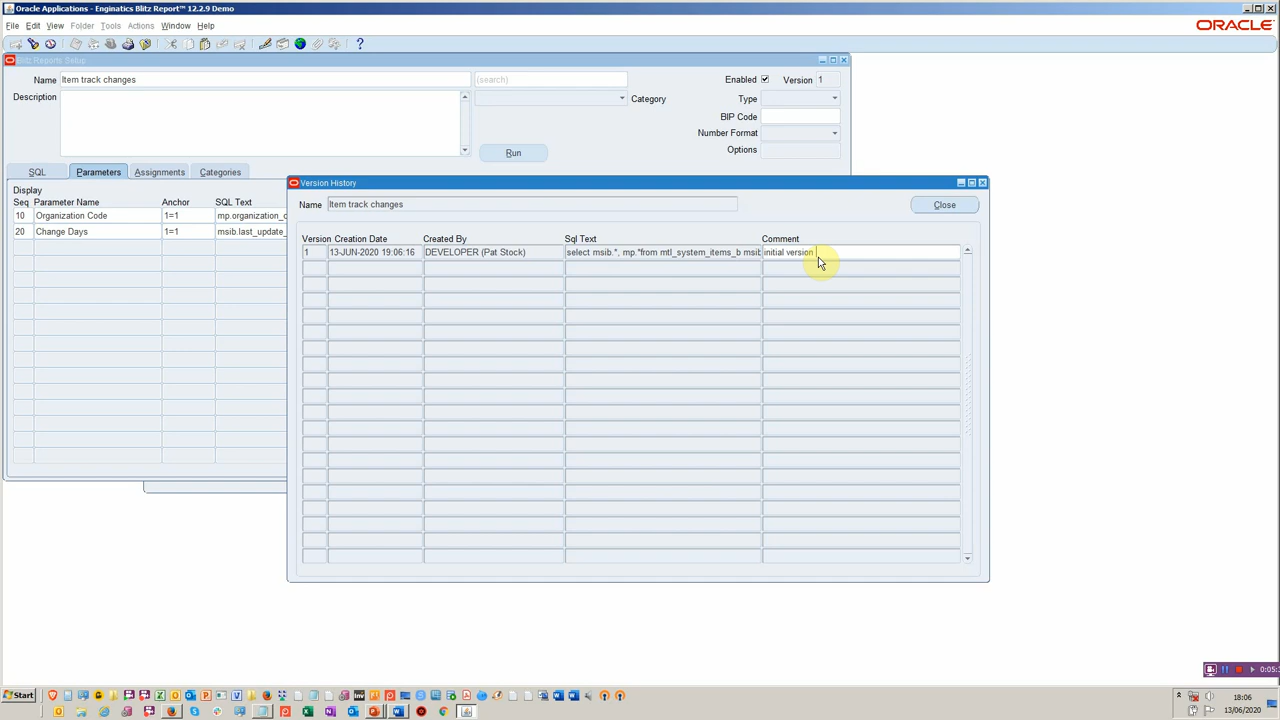 Oracle Applications - Enginatics Blitz Report™ 12.2.9 Demo
File Edit View Folder Tools Actions Window Help
ORACLE
Blitz Reports Setup
Name Item track changes (search) Enabled Version 1
Description Category Type
BIP Code
Number Format
Options
Run
SQL Parameters Assignments Categories
Display
Seq Parameter Name Anchor SQL Text
10 Organization Code 1=1 mp.organization_c
20 Change Days 1=1 msib.last_update_
Version History
Name Item track changes Close
Version Creation Date Created By Sql Text Comment
1 13-JUN-2020 19:06:16 DEVELOPER (Pat Stock) select msib.*, mp.*from mtl_system_items_b msib initial version
0:05:
Start
18:06
13/06/2020